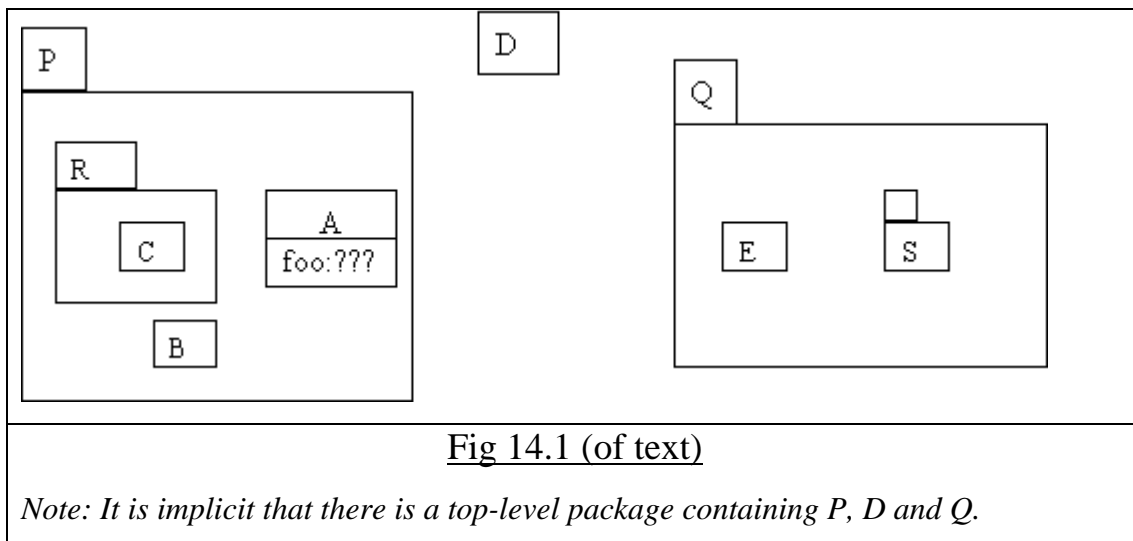 P
D
Q
R
C
A
foo:???
B
E
S
Fig 14.1 (of text)
Note: It is implicit that there is a top-level package containing P, D and Q.